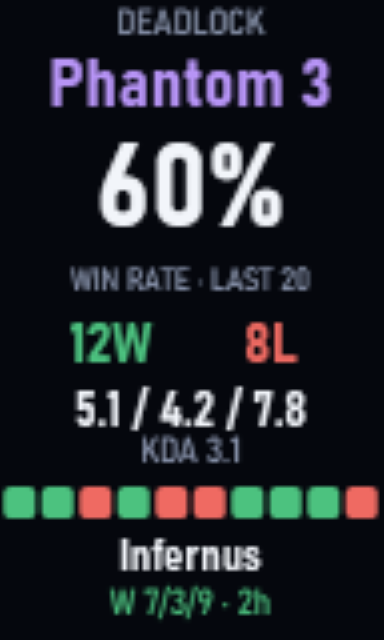 DEADLOCK
Phantom 3
60%
WIN RATE · LAST 20
12W 8L
5.1 / 4.2 / 7.8
KDA 3.1
Infernus
W 7/3/9 · 2h